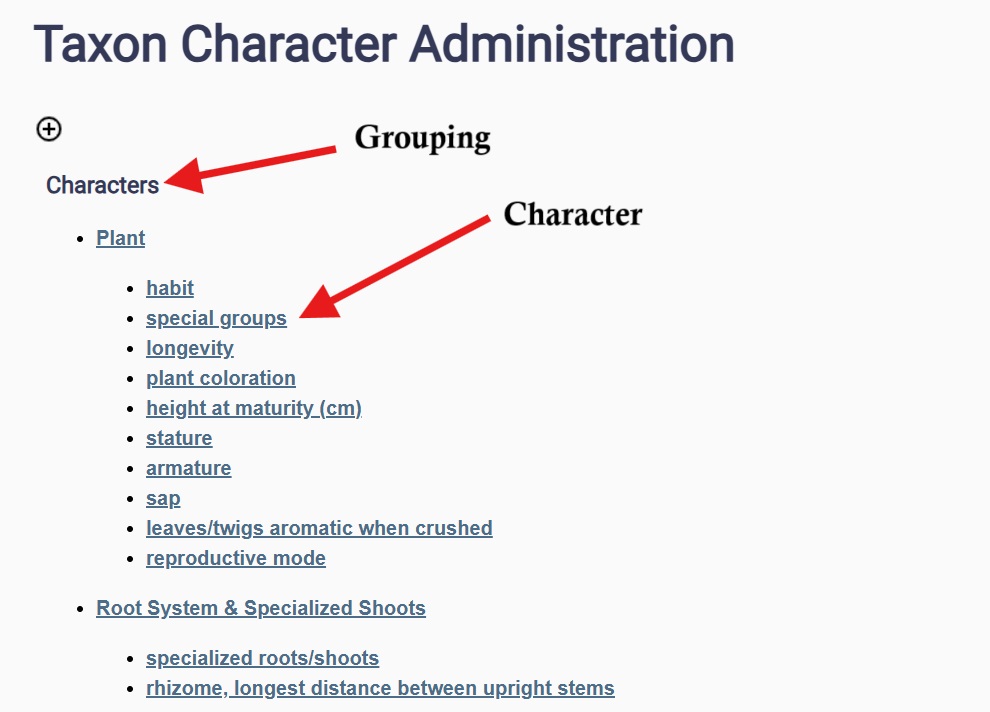 Taxon Character Administration
Grouping
Characters
Character
Plant
habit
special groups
longevity
plant coloration
height at maturity (cm)
stature
armature
sap
leaves/twigs aromatic when crushed
reproductive mode
Root System & Specialized Shoots
specialized roots/shoots
rhizome, longest distance between upright stems